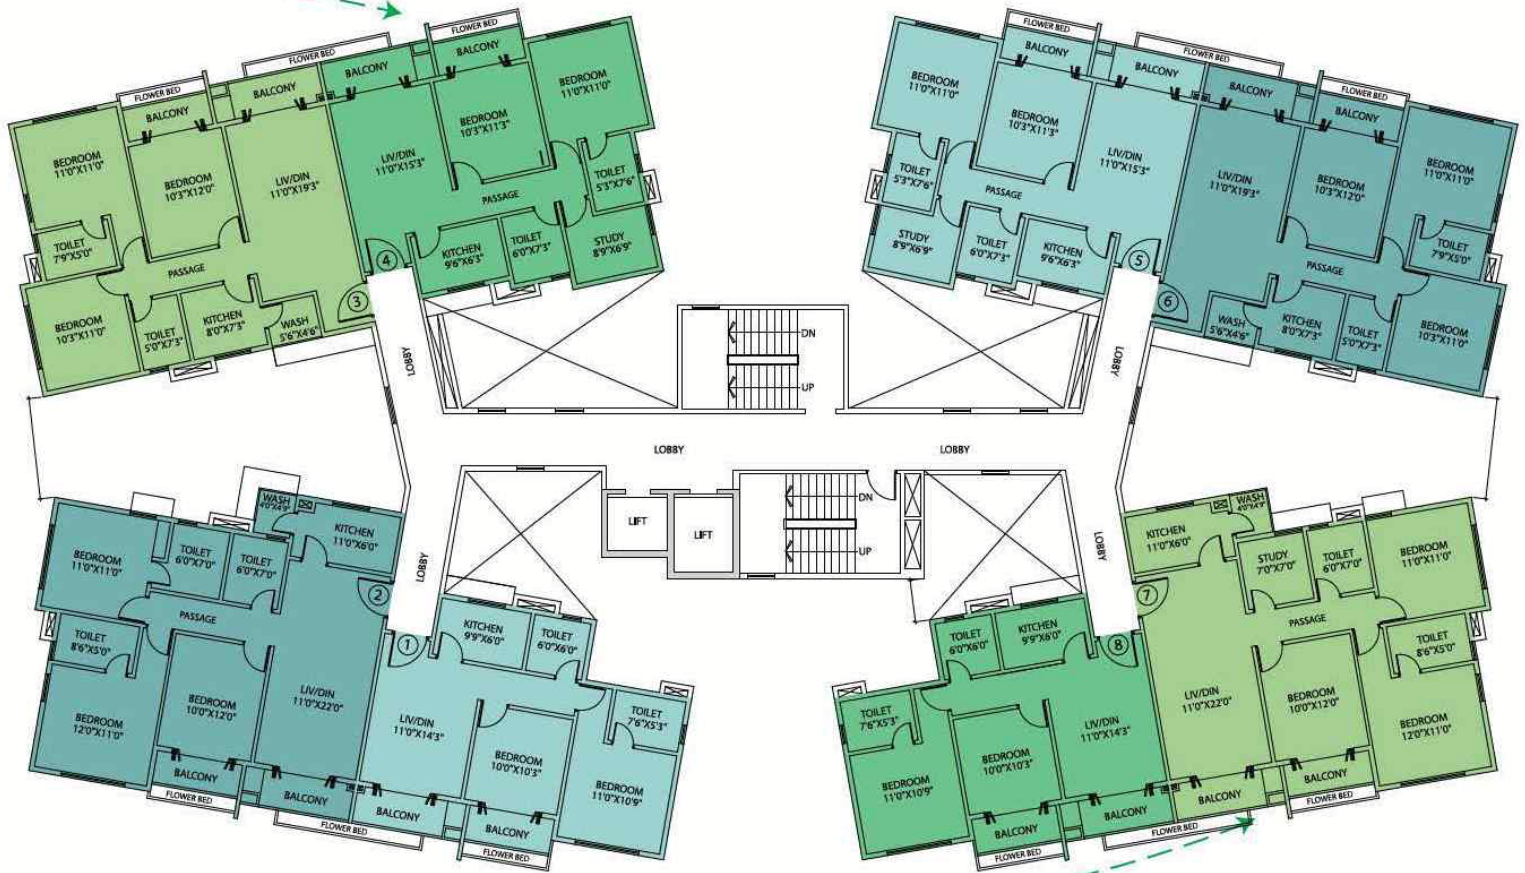 FLOWER BED
BALCONY
FLOWER BED
BALCONY
BALCONY
FLOWER BED
BALCONY
BEDROOM
11'0"X11'0"
BEDROOM
10'3"X12'0"
LIV/DIN
11'0"X19'3"
TOILET
7'9"X5'0"
PASSAGE
BEDROOM
10'3"X11'0"
TOILET
5'0"X7'3"
KITCHEN
8'0"X7'3"
WASH
5'6"X4'6"
3
LIV/DIN
11'0"X15'3"
BEDROOM
10'3"X11'3"
BEDROOM
11'0"X11'0"
TOILET
5'3"X7'6"
PASSAGE
KITCHEN
9'6"X6'3"
TOILET
6'0"X7'3"
STUDY
8'9"X6'9"
4
FLOWER BED
BALCONY
FLOWER BED
BALCONY
BALCONY
FLOWER BED
BALCONY
BEDROOM
11'0"X11'0"
BEDROOM
10'3"X11'3"
LIV/DIN
11'0"X15'3"
TOILET
5'3"X7'6"
PASSAGE
STUDY
8'9"X6'9"
TOILET
6'0"X7'3"
KITCHEN
9'6"X6'3"
5
LIV/DIN
11'0"X19'3"
BEDROOM
10'3"X12'0"
BEDROOM
11'0"X11'0"
TOILET
7'9"X5'0"
PASSAGE
6
WASH
5'6"X4'6"
KITCHEN
8'0"X7'3"
TOILET
5'0"X7'3"
BEDROOM
10'3"X11'0"
LOBBY
DN
UP
LOBBY
LOBBY
LOBBY
LIFT
LIFT
DN
UP
LOBBY
LOBBY
WASH
4'0"X4'9"
KITCHEN
11'0"X6'0"
BEDROOM
11'0"X11'0"
TOILET
6'0"X7'0"
TOILET
6'0"X7'0"
2
PASSAGE
TOILET
8'6"X5'0"
BEDROOM
12'0"X11'0"
BEDROOM
10'0"X12'0"
LIV/DIN
11'0"X22'0"
BALCONY
FLOWER BED
BALCONY
FLOWER BED
KITCHEN
9'9"X6'0"
TOILET
6'0"X6'0"
1
LIV/DIN
11'0"X14'3"
BEDROOM
10'0"X10'3"
TOILET
7'6"X5'3"
BEDROOM
11'0"X10'9"
BALCONY
BALCONY
FLOWER BED
TOILET
6'0"X6'0"
KITCHEN
9'9"X6'0"
8
TOILET
7'6"X5'3"
BEDROOM
11'0"X10'9"
BEDROOM
10'0"X10'3"
LIV/DIN
11'0"X14'3"
BALCONY
FLOWER BED
BALCONY
FLOWER BED
KITCHEN
11'0"X6'0"
WASH
4'0"X4'9"
STUDY
7'0"X7'0"
TOILET
6'0"X7'0"
BEDROOM
11'0"X11'0"
7
PASSAGE
TOILET
8'6"X5'0"
LIV/DIN
11'0"X22'0"
BEDROOM
10'0"X12'0"
BEDROOM
12'0"X11'0"
BALCONY
BALCONY
FLOWER BED